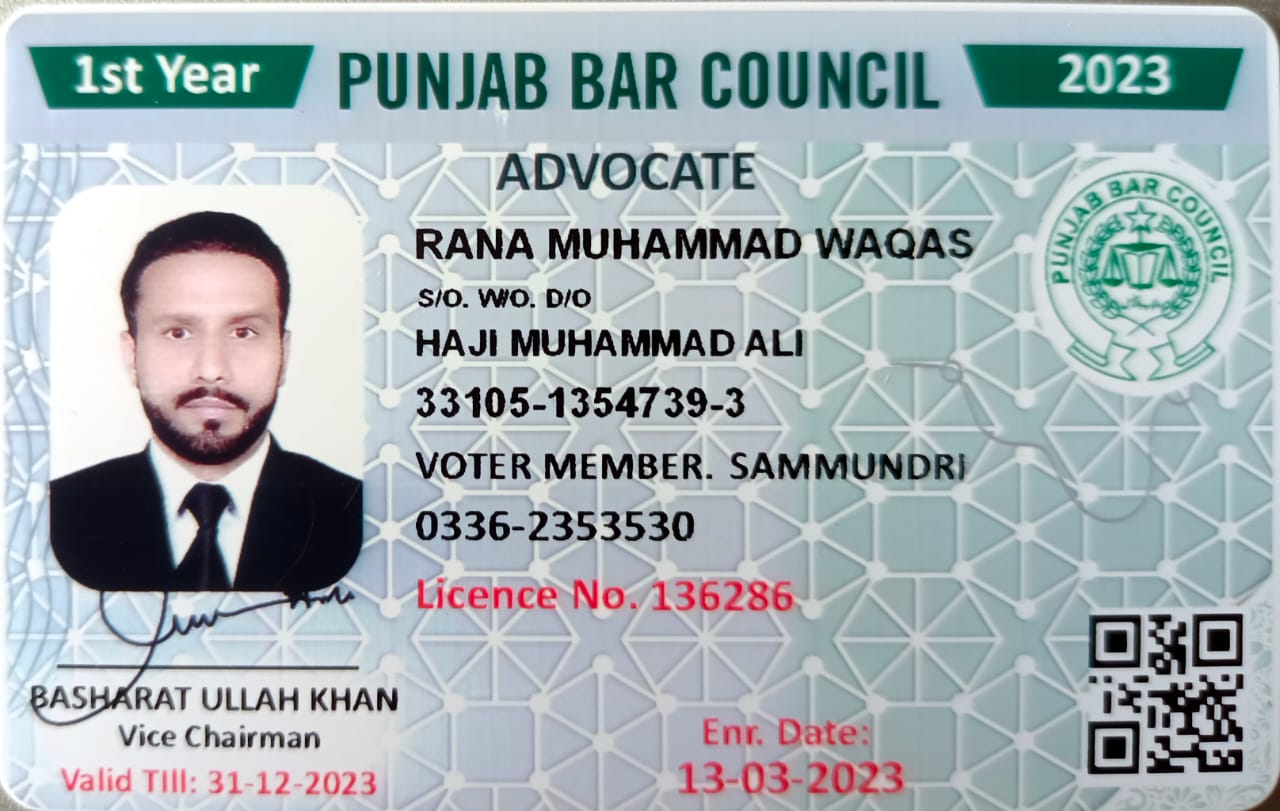 1st Year
PUNJAB BAR COUNCIL
2023
ADVOCATE
RANA MUHAMMAD WAQAS
S/O. W/O. D/O
HAJI MUHAMMAD ALI
33105-1354739-3
VOTER MEMBER. SAMMUNDRI
0336-2353530
Licence No. 136286
PUNJAB BAR COUNCIL
BASHARAT ULLAH KHAN
Vice Chairman
Valid TIll: 31-12-2023
Enr. Date:
13-03-2023